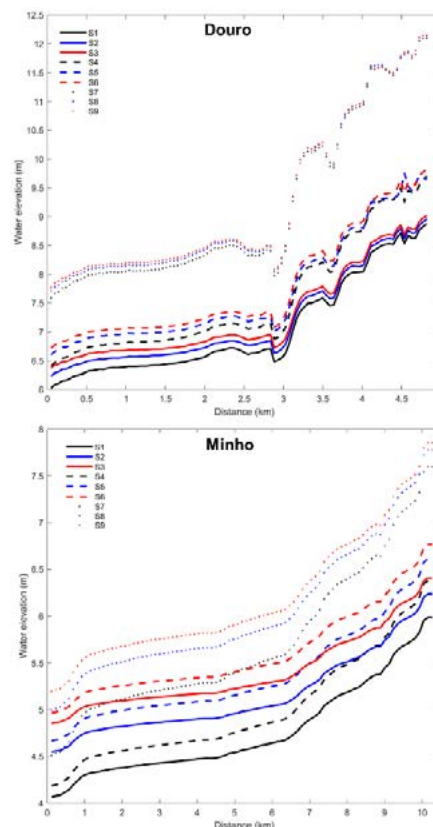 Douro
12.5
12
11.5
11
10.5
10
9.5
9
8.5
8
7.5
7
6.5
6
Water elevation (m)
S1
S2
S3
S4
S5
S6
S7
S8
S9
0 0.5 1 1.5 2 2.5 3 3.5 4 4.5
Distance (km)
Minho
8
7.5
7
6.5
6
5.5
5
4.5
4
Water elevation (m)
S1
S2
S3
S4
S5
S6
S7
S8
S9
0 1 2 3 4 5 6 7 8 9 10
Distance (km)